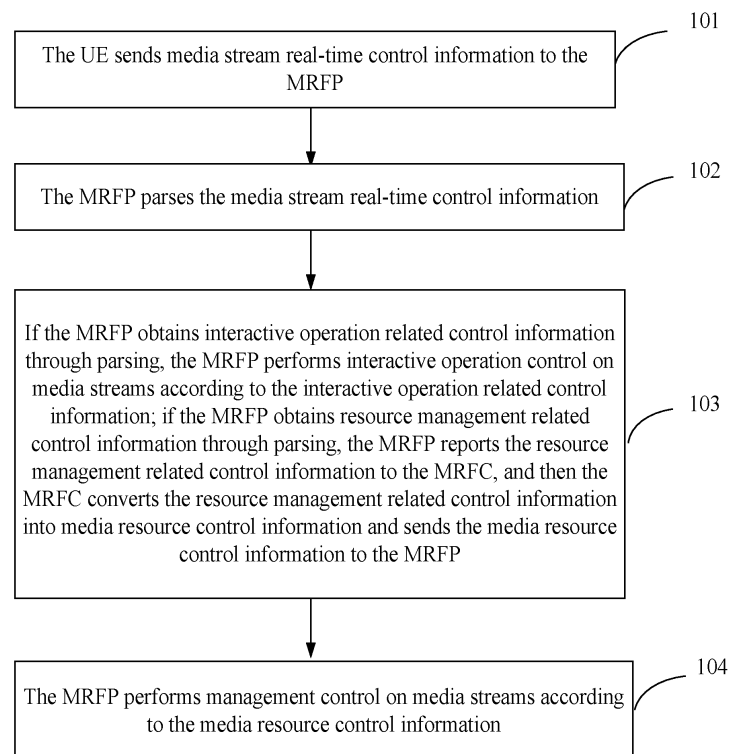 101
The UE sends media stream real-time control information to the
MRFP
102
The MRFP parses the media stream real-time control information
If the MRFP obtains interactive operation related control information
through parsing, the MRFP performs interactive operation control on
media streams according to the interactive operation related control
information; if the MRFP obtains resource management related
control information through parsing, the MRFP reports the resource
management related control information to the MRFC, and then the
MRFC converts the resource management related control information
into media resource control information and sends the media resource
control information to the MRFP
103
104
The MRFP performs management control on media streams according
to the media resource control information